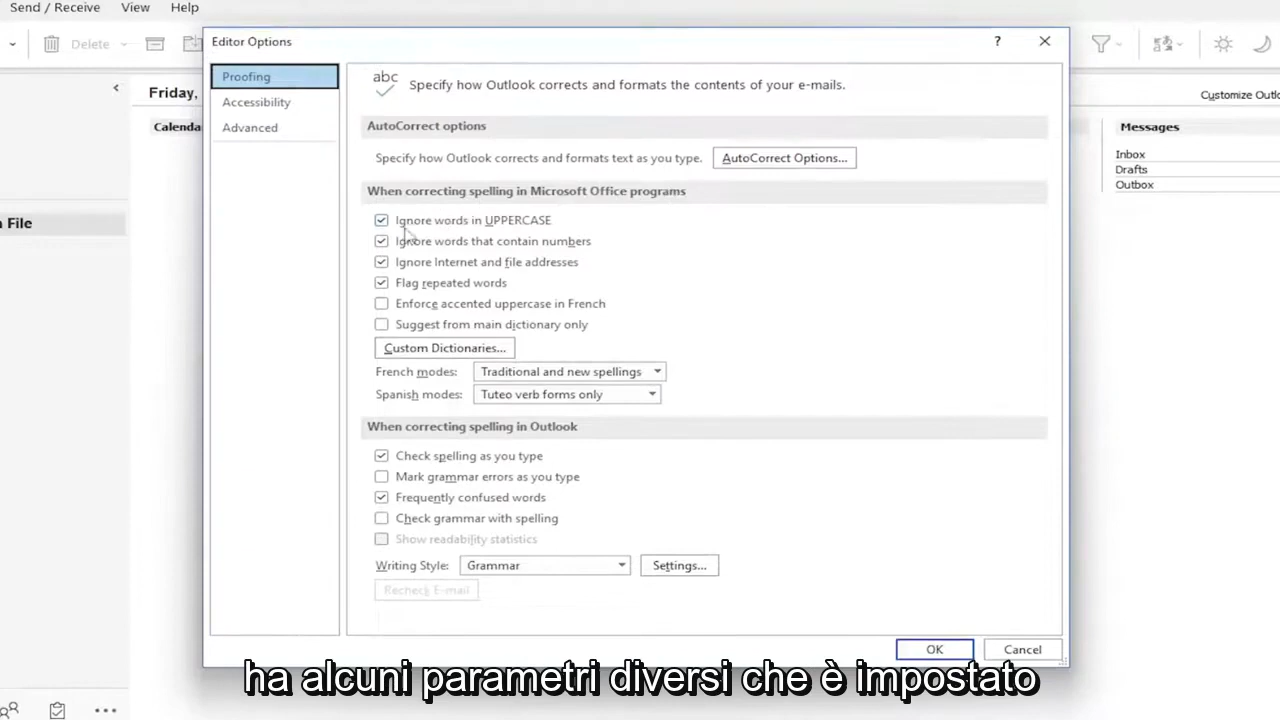 Send / Receive View Help
Delete
Editor Options
?
Friday,
Calenda
n File
Proofing
Accessibility
Advanced
abc
Specify how Outlook corrects and formats the contents of your e-mails.
AutoCorrect options
Specify how Outlook corrects and formats text as you type. AutoCorrect Options...
When correcting spelling in Microsoft Office programs
Ignore words in UPPERCASE
Ignore words that contain numbers
Ignore Internet and file addresses
Flag repeated words
Enforce accented uppercase in French
Suggest from main dictionary only
Custom Dictionaries...
French modes: Traditional and new spellings
Spanish modes: Tuteo verb forms only
When correcting spelling in Outlook
Check spelling as you type
Mark grammar errors as you type
Frequently confused words
Check grammar with spelling
Show readability statistics
Writing Style: Grammar Settings...
Recheck E-mail
OK Cancel
Customize Outlo
Messages
Inbox
Drafts
Outbox
ha alcuni parametri diversi che è impostato